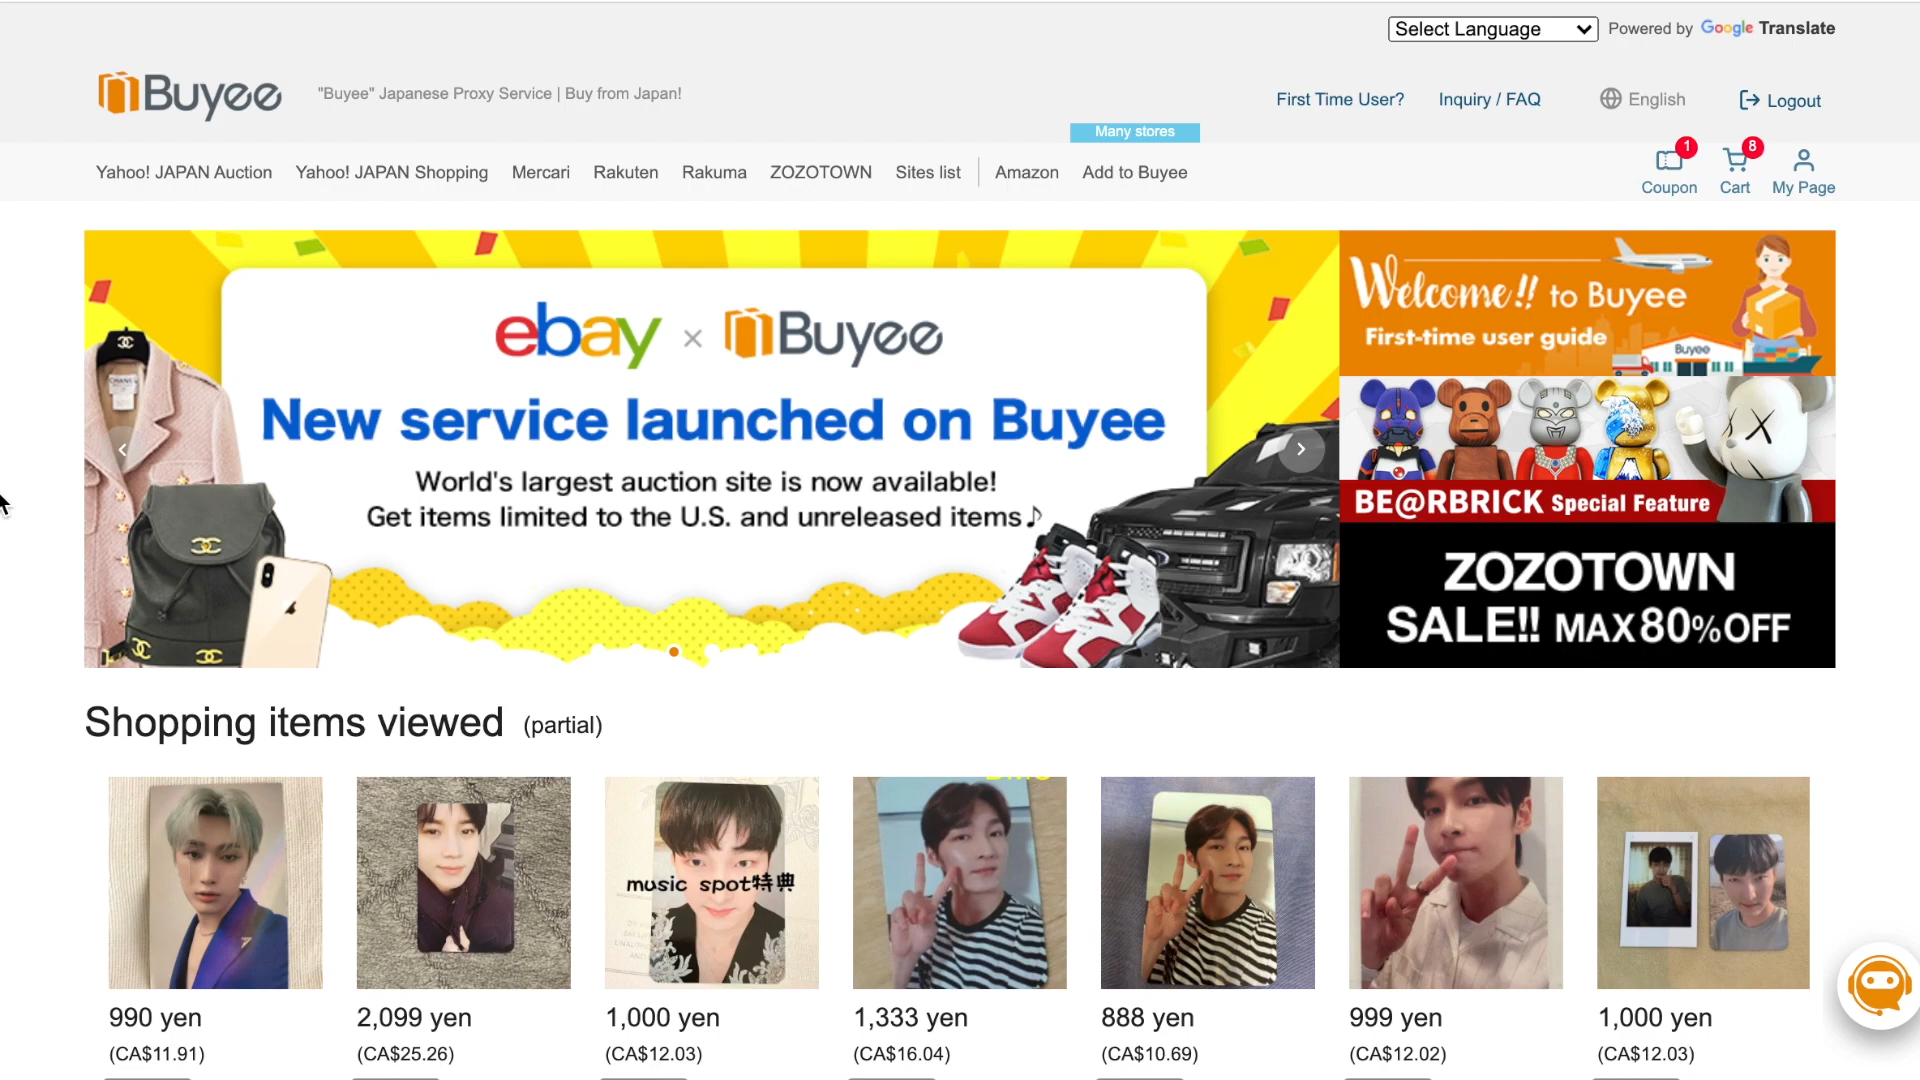 Select Language
Powered by Google Translate
Buyee
"Buyee" Japanese Proxy Service | Buy from Japan!
First Time User?
Inquiry / FAQ
English
Logout
Many stores
Yahoo! JAPAN Auction
Yahoo! JAPAN Shopping
Mercari
Rakuten
Rakuma
ZOZOTOWN
Sites list
Amazon
Add to Buyee
1
Coupon
8
Cart
My Page
ebay × Buyee
New service launched on Buyee
World's largest auction site is now available!
Get items limited to the U.S. and unreleased items♪
CHANEL
Welcome!! to Buyee
First-time user guide
Buyee
BE@RBRICK Special Feature
ZOZOTOWN
SALE!! MAX80%OFF
Shopping items viewed (partial)
music spot特典
990 yen
(CA$11.91)
2,099 yen
(CA$25.26)
1,000 yen
(CA$12.03)
1,333 yen
(CA$16.04)
888 yen
(CA$10.69)
999 yen
(CA$12.02)
1,000 yen
(CA$12.03)